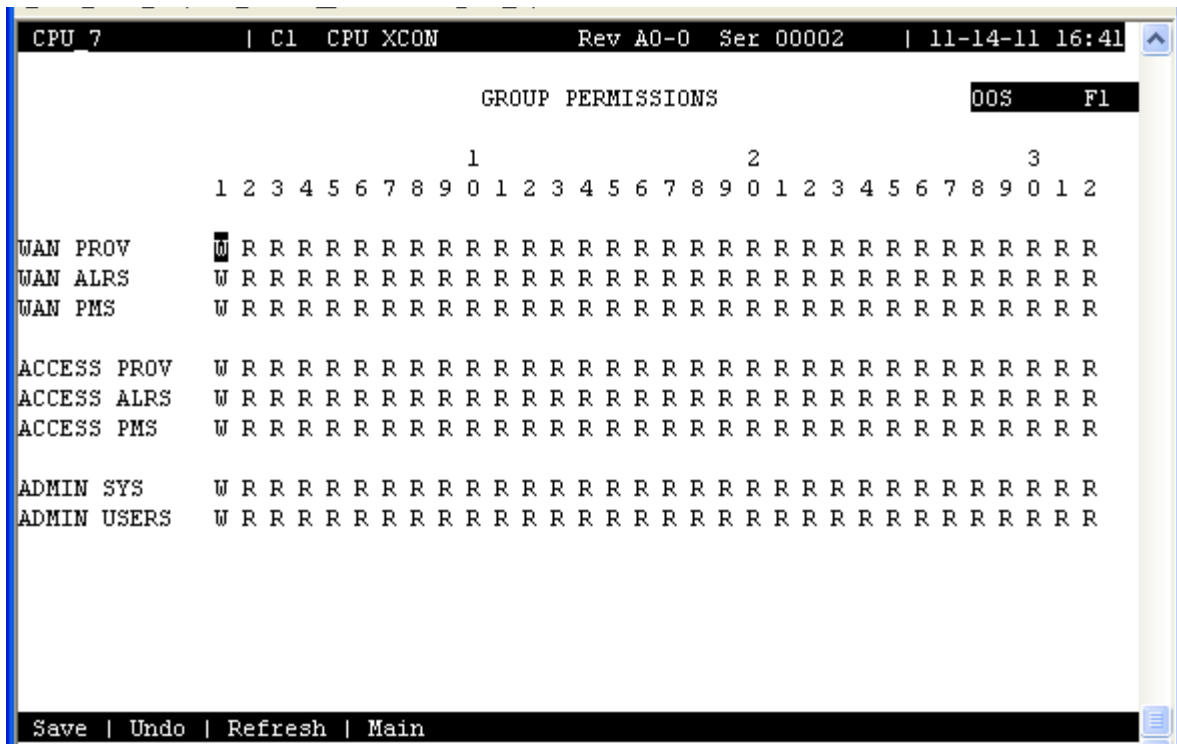 CPU_7 | C1 CPU XCON Rev A0-0 Ser 00002 | 11-14-11 16:41
GROUP PERMISSIONS OOS F1
1 2 3
1 2 3 4 5 6 7 8 9 0 1 2 3 4 5 6 7 8 9 0 1 2 3 4 5 6 7 8 9 0 1 2
WAN PROV W R R R R R R R R R R R R R R R R R R R R R R R R R R R R R R R
WAN ALRS W R R R R R R R R R R R R R R R R R R R R R R R R R R R R R R R
WAN PMS W R R R R R R R R R R R R R R R R R R R R R R R R R R R R R R R
ACCESS PROV W R R R R R R R R R R R R R R R R R R R R R R R R R R R R R R R
ACCESS ALRS W R R R R R R R R R R R R R R R R R R R R R R R R R R R R R R R
ACCESS PMS W R R R R R R R R R R R R R R R R R R R R R R R R R R R R R R R
ADMIN SYS W R R R R R R R R R R R R R R R R R R R R R R R R R R R R R R R
ADMIN USERS W R R R R R R R R R R R R R R R R R R R R R R R R R R R R R R R
Save | Undo | Refresh | Main